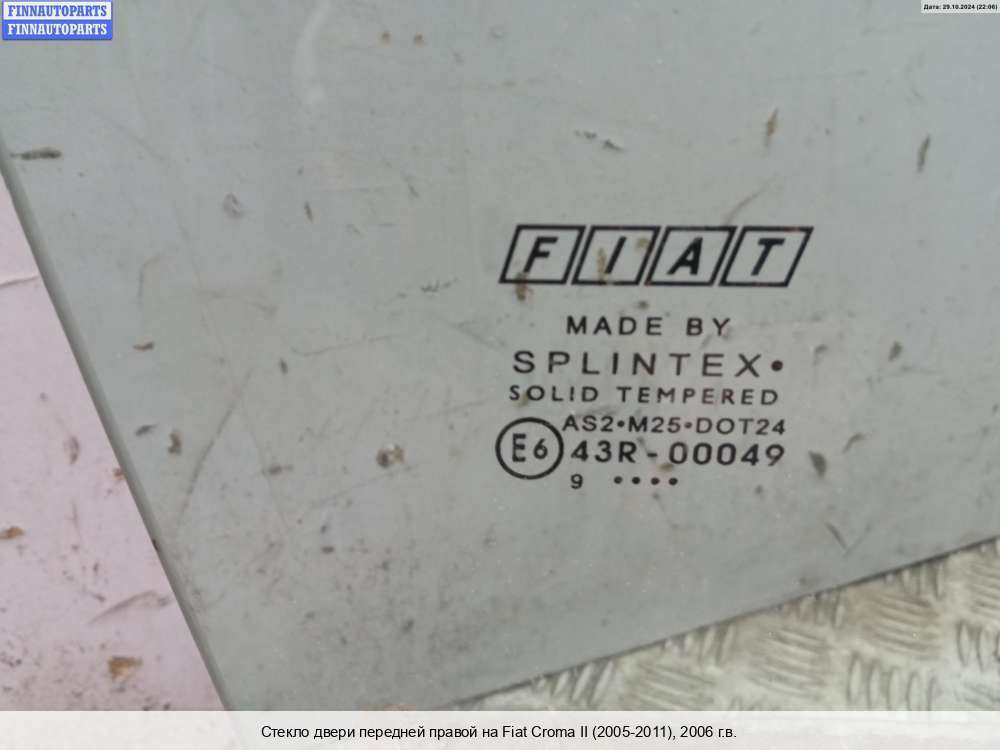 FINNAUTOPARTS
FINNAUTOPARTS
Дата: 29.10.2024 (22:06)
FIAT
MADE BY
SPLINTEX•
SOLID TEMPERED
AS2•M25•DOT24
E6 43R-00049
9 ••••
Стекло двери передней правой на Fiat Croma II (2005-2011), 2006 г.в.